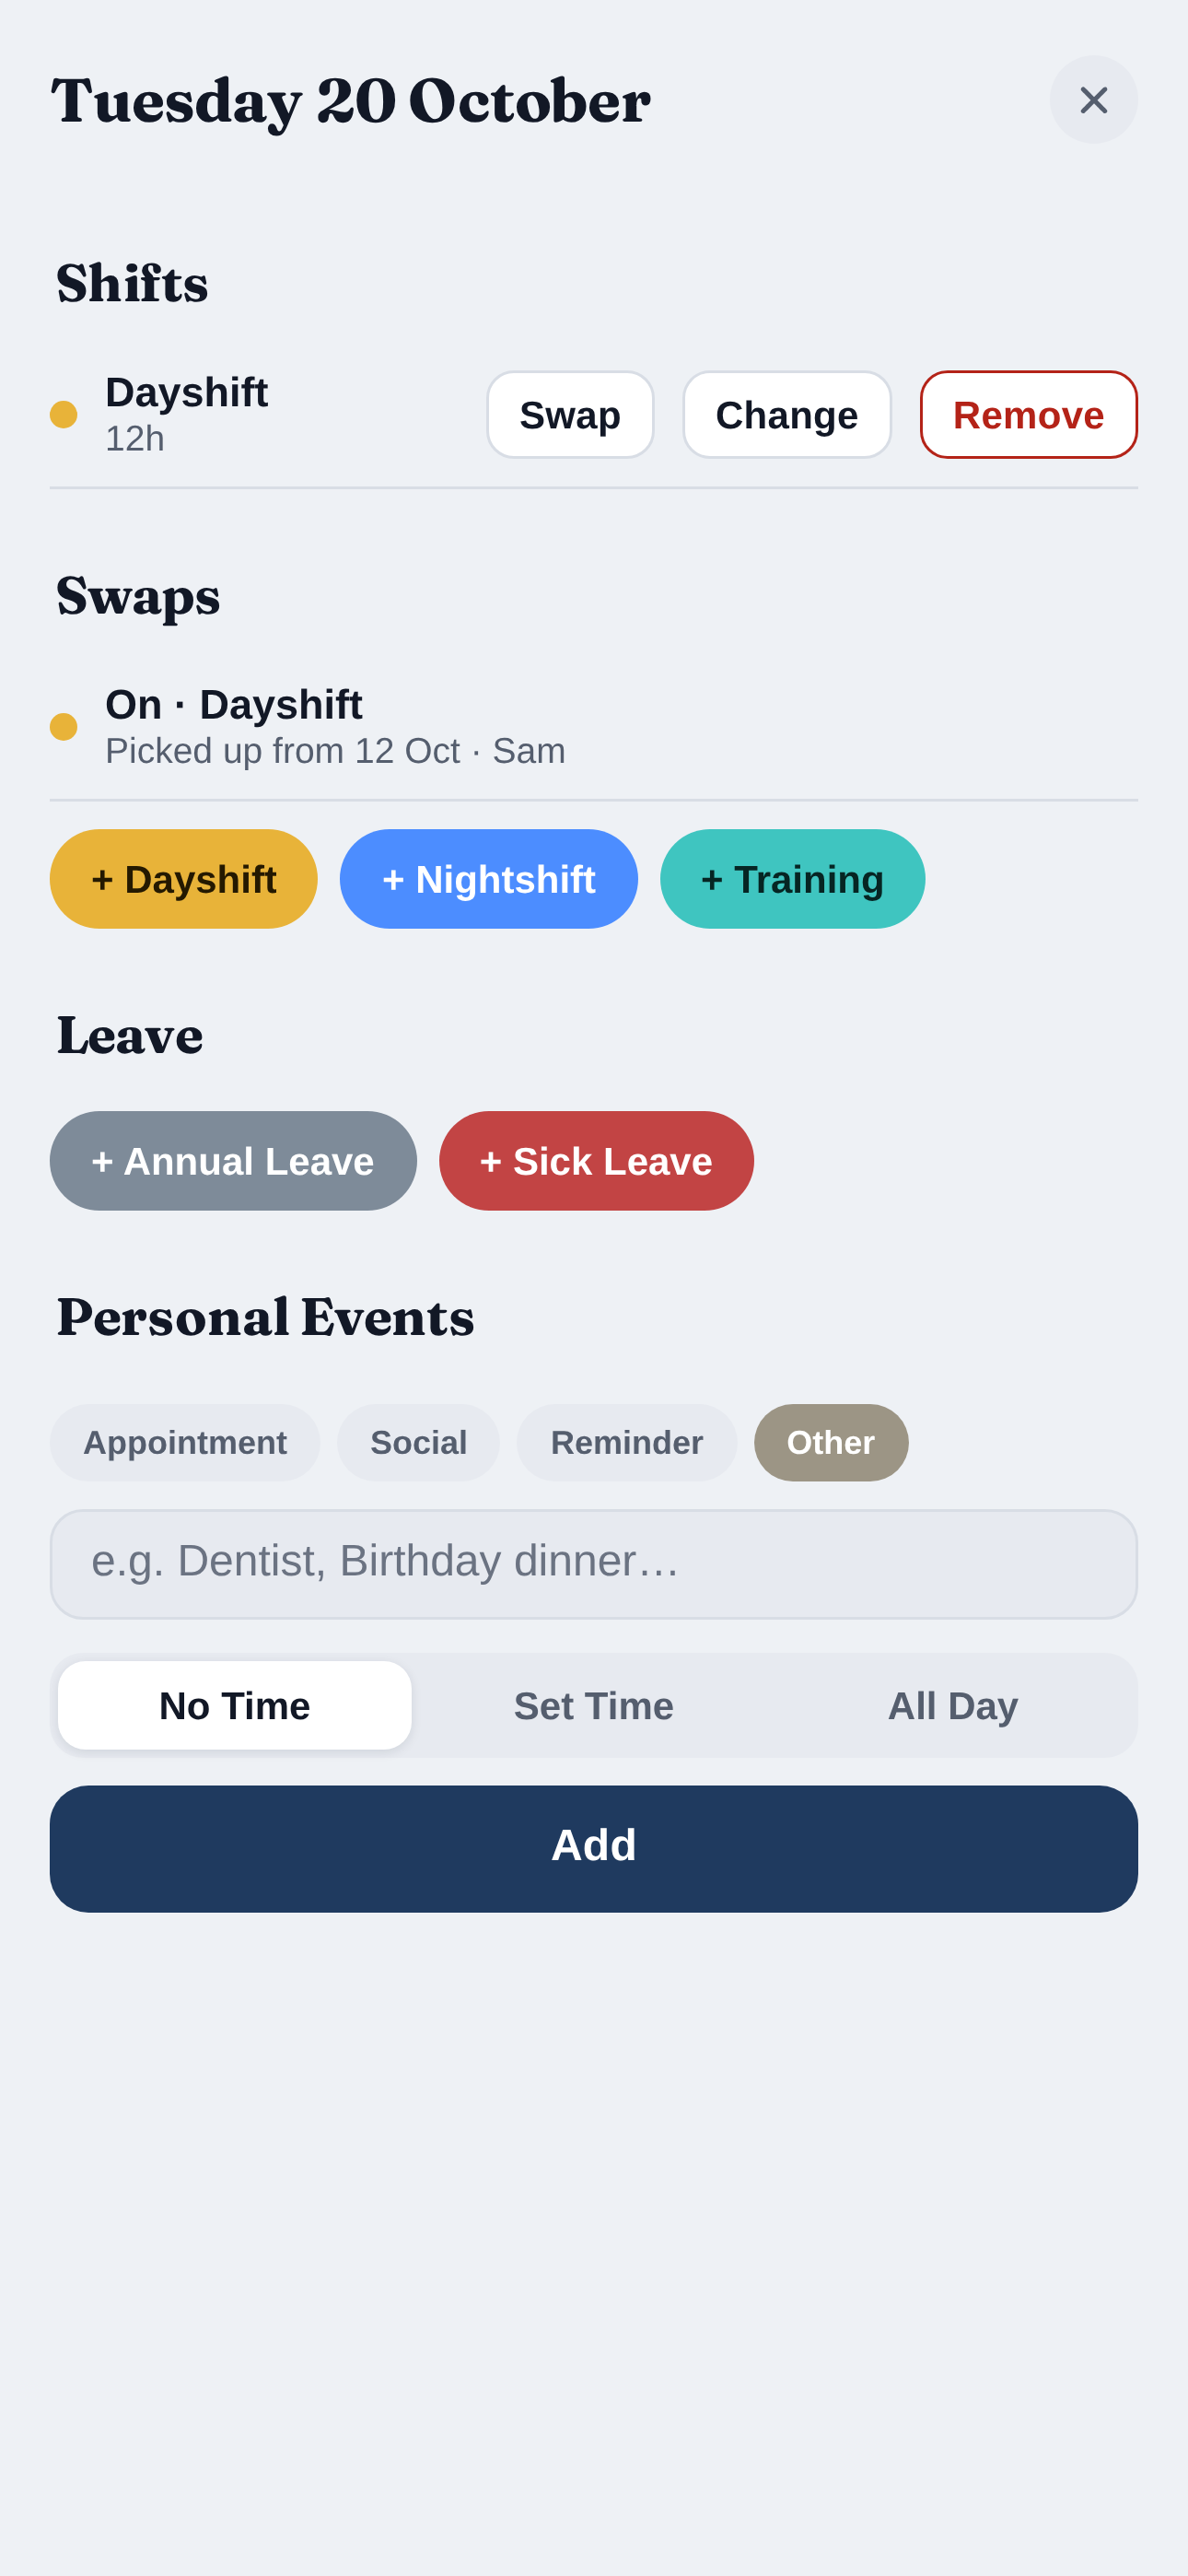 Tuesday 20 October
Shifts
Dayshift
12h
Swap
Change
Remove
Swaps
On · Dayshift
Picked up from 12 Oct · Sam
+ Dayshift
+ Nightshift
+ Training
Leave
+ Annual Leave
+ Sick Leave
Personal Events
Appointment
Social
Reminder
Other
e.g. Dentist, Birthday dinner…
No Time
Set Time
All Day
Add